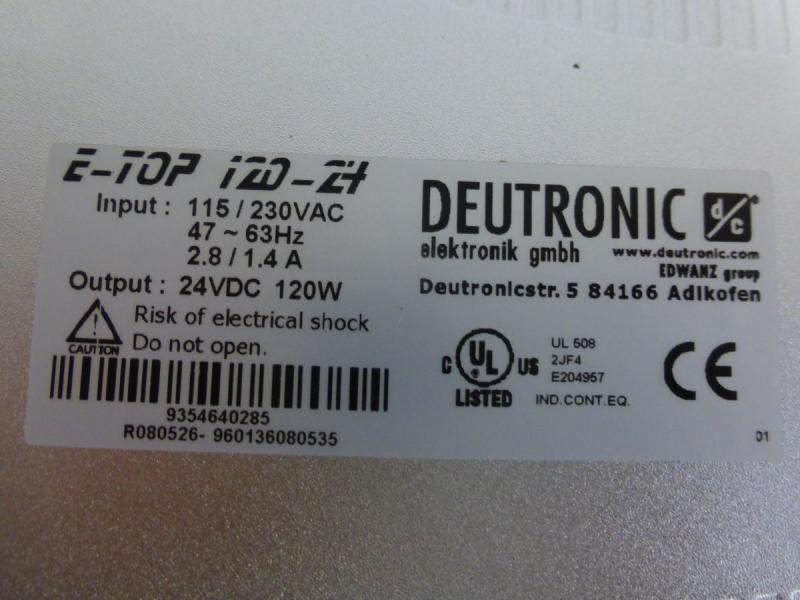 E-TOP 120-24
Input : 115 / 230VAC
47 ~ 63Hz
2.8 / 1.4 A
Output : 24VDC 120W
CAUTION
Risk of electrical shock
Do not open.
9354640285
R080526- 960136080535
DEUTRONIC d/c
elektronik gmbh www.deutronic.com
EDWANZ group
Deutronicstr. 5 84166 Adlkofen
C UL US
LISTED
UL 508
2JF4
E204957
IND.CONT.EQ.
CE
01